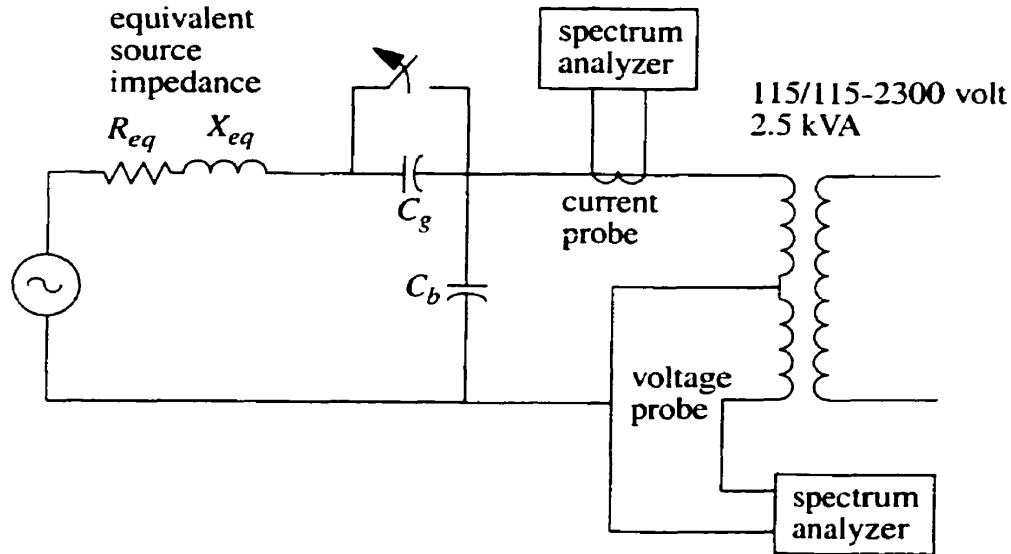 equivalent
source
impedance
R_eq
X_eq
C_g
C_b
spectrum
analyzer
current
probe
115/115-2300 volt
2.5 kVA
voltage
probe
spectrum
analyzer